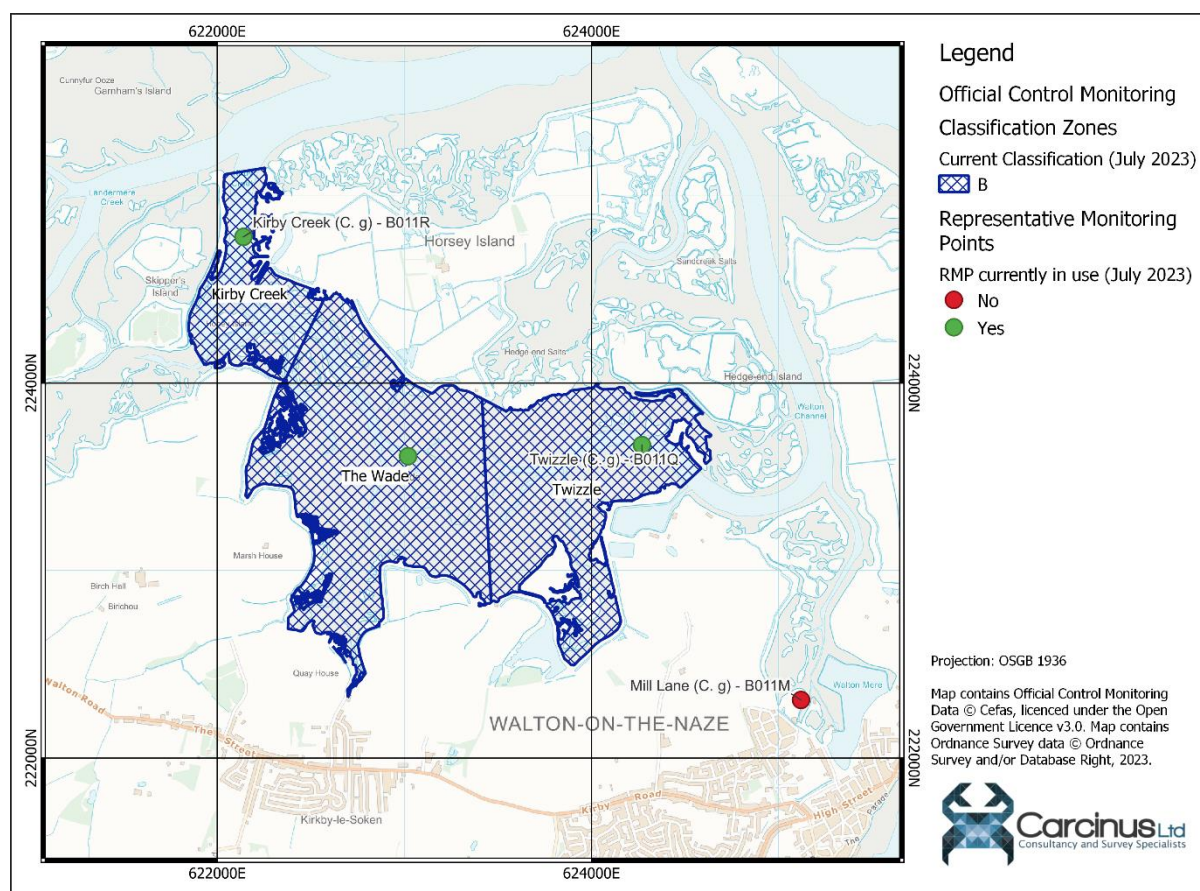 622000E
624000E
Cunnyfur Ooze
Garnham's Island
Landermere
Creek
Kirby Creek (C. g) - B011R
Horsey Island
Sandcreek Salts
Skipper's
Island
Kirby Creek
224000N
224000N
Hedge-end Salts
Hedge-end Island
Walton
Channel
Twizzle (C. g) - B011Q
The Wade
Twizzle
Marsh House
Birch Hall
Birichou
Quay House
Mill Lane (C. g) - B011M
Walton Mere
Walton Road
The Street
WALTON-ON-THE-NAZE
222000N
222000N
Kirby Road
High Street
The Parade
Kirkby-le-Soken
622000E
624000E
Legend
Official Control Monitoring
Classification Zones
Current Classification (July 2023)
B
Representative Monitoring
Points
RMP currently in use (July 2023)
No
Yes
Projection: OSGB 1936
Map contains Official Control Monitoring
Data © Cefas, licenced under the Open
Government Licence v3.0. Map contains
Ordnance Survey data © Ordnance
Survey and/or Database Right, 2023.
Carcinus Ltd
Consultancy and Survey Specialists